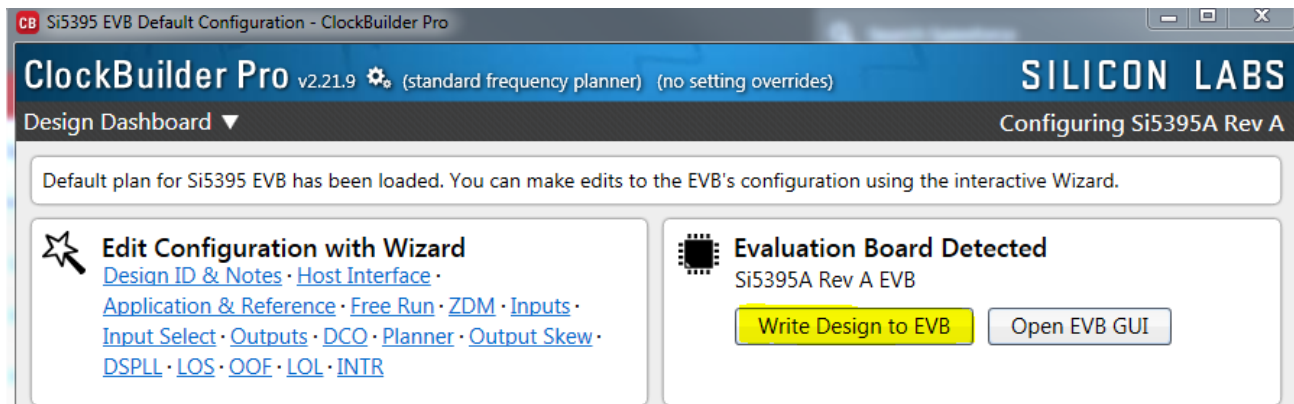 CB Si5395 EVB Default Configuration - ClockBuilder Pro
ClockBuilder Pro v2.21.9 (standard frequency planner) (no setting overrides) SILICON LABS
Design Dashboard ▼ Configuring Si5395A Rev A
Default plan for Si5395 EVB has been loaded. You can make edits to the EVB's configuration using the interactive Wizard.
Edit Configuration with Wizard
Design ID & Notes · Host Interface ·
Application & Reference · Free Run · ZDM · Inputs ·
Input Select · Outputs · DCO · Planner · Output Skew ·
DSPLL · LOS · OOF · LOL · INTR
Evaluation Board Detected
Si5395A Rev A EVB
Write Design to EVB Open EVB GUI